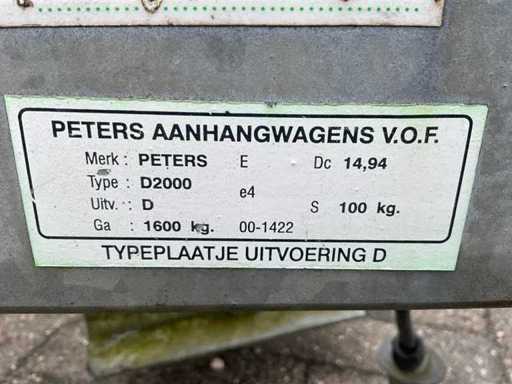 PETERS AANHANGWAGENS V.O.F.
Merk : PETERS E Dc 14,94
Type : D2000
e4
Uitv. : D S 100 kg.
Ga : 1600 kg. 00-1422
TYPEPLAATJE UITVOERING D